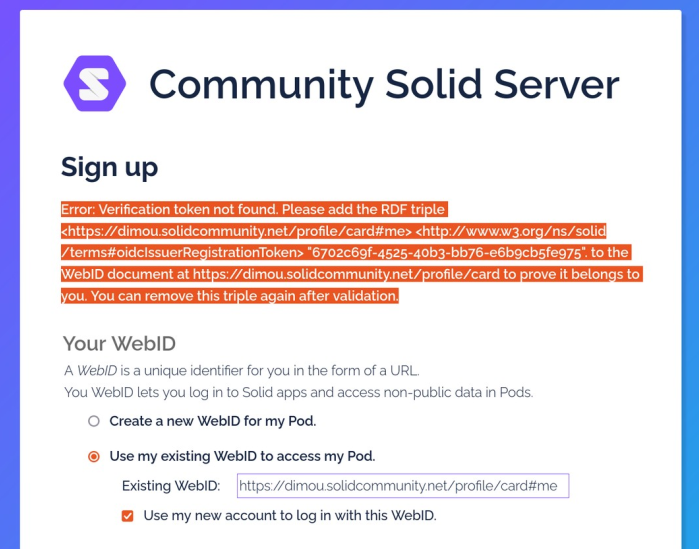 Community Solid Server
Sign up
Error: Verification token not found. Please add the RDF triple
<https://dimou.solidcommunity.net/profile/card#me> <http://www.w3.org/ns/solid
/terms#oidcIssuerRegistrationToken> "6702c69f-4525-40b3-bb76-e6b9cb5fe975". to the
WebID document at https://dimou.solidcommunity.net/profile/card to prove it belongs to
you. You can remove this triple again after validation.
Your WebID
A WebID is a unique identifier for you in the form of a URL.
You WebID lets you log in to Solid apps and access non-public data in Pods.
Create a new WebID for my Pod.
Use my existing WebID to access my Pod.
Existing WebID: https://dimou.solidcommunity.net/profile/card#me
Use my new account to log in with this WebID.